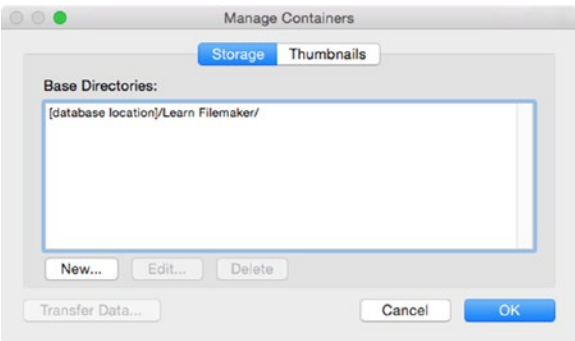 Manage Containers
Storage Thumbnails
Base Directories:
[database location]/Learn Filemaker/
New... Edit... Delete
Transfer Data... Cancel OK